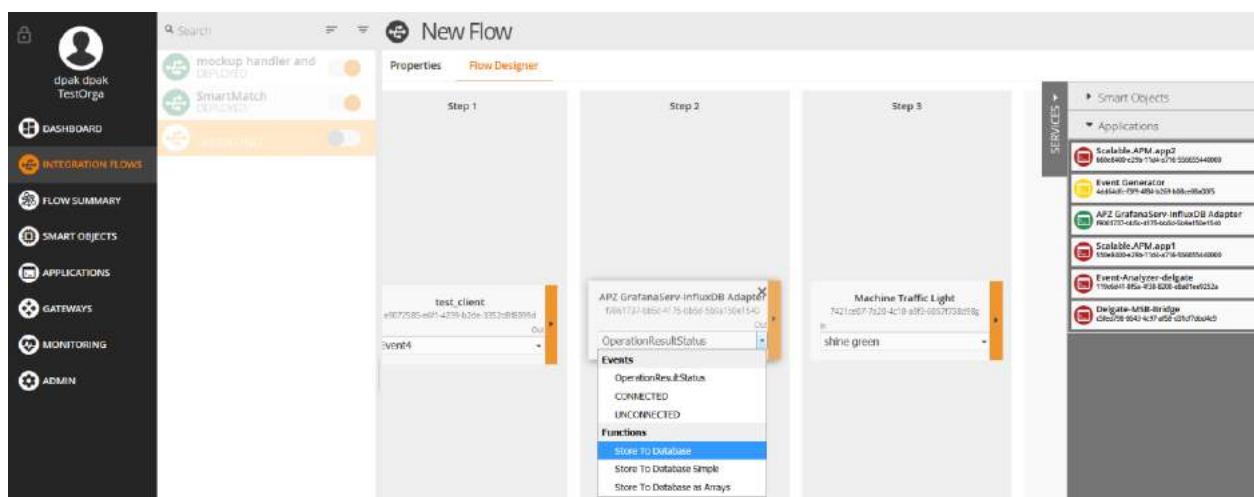 dpak dpak
TestOrga
DASHBOARD
INTEGRATION FLOWS
FLOW SUMMARY
SMART OBJECTS
APPLICATIONS
GATEWAYS
MONITORING
ADMIN
Search
mockup handler and
DEPLOYED
SmartMatch
DEPLOYED
New Flow
Properties
Flow Designer
Step 1
Step 2
Step 3
test_client
Out
Event4
APZ GrafanaServ-InfluxDB Adapter
Out
OperationResultStatus
Events
OperationResultStatus
CONNECTED
UNCONNECTED
Functions
Store To Database
Store To Database Simple
Store To Database as Arrays
Machine Traffic Light
In
shine green
SERVICES
Smart Objects
Applications
Scalable.APM.app2
Event Generator
APZ GrafanaServ-InfluxDB Adapter
Scalable.APM.app1
Event-Analyzer-delgate
Delgate-MSB-Bridge